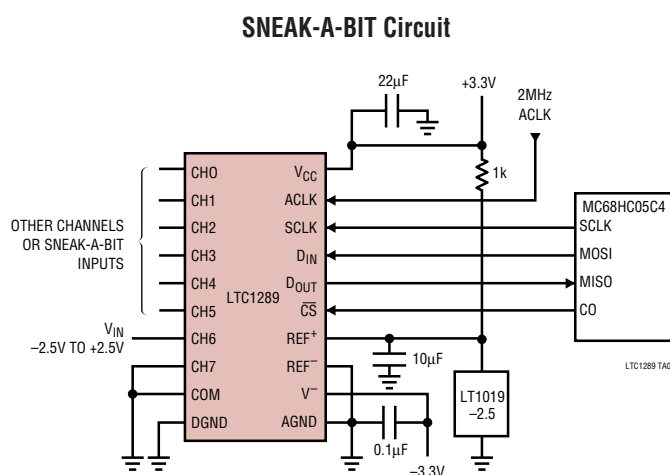 SNEAK-A-BIT Circuit
22µF
+3.3V
2MHz
ACLK
CH0
CH1
CH2
CH3
CH4
CH5
CH6
CH7
COM
DGND
OTHER CHANNELS
OR SNEAK-A-BIT
INPUTS
VIN
–2.5V TO +2.5V
LTC1289
VCC
ACLK
SCLK
DIN
DOUT
CS
REF+
REF–
V–
AGND
1k
MC68HC05C4
SCLK
MOSI
MISO
CO
10µF
LT1019
–2.5
0.1µF
–3.3V
LTC1289 TA0